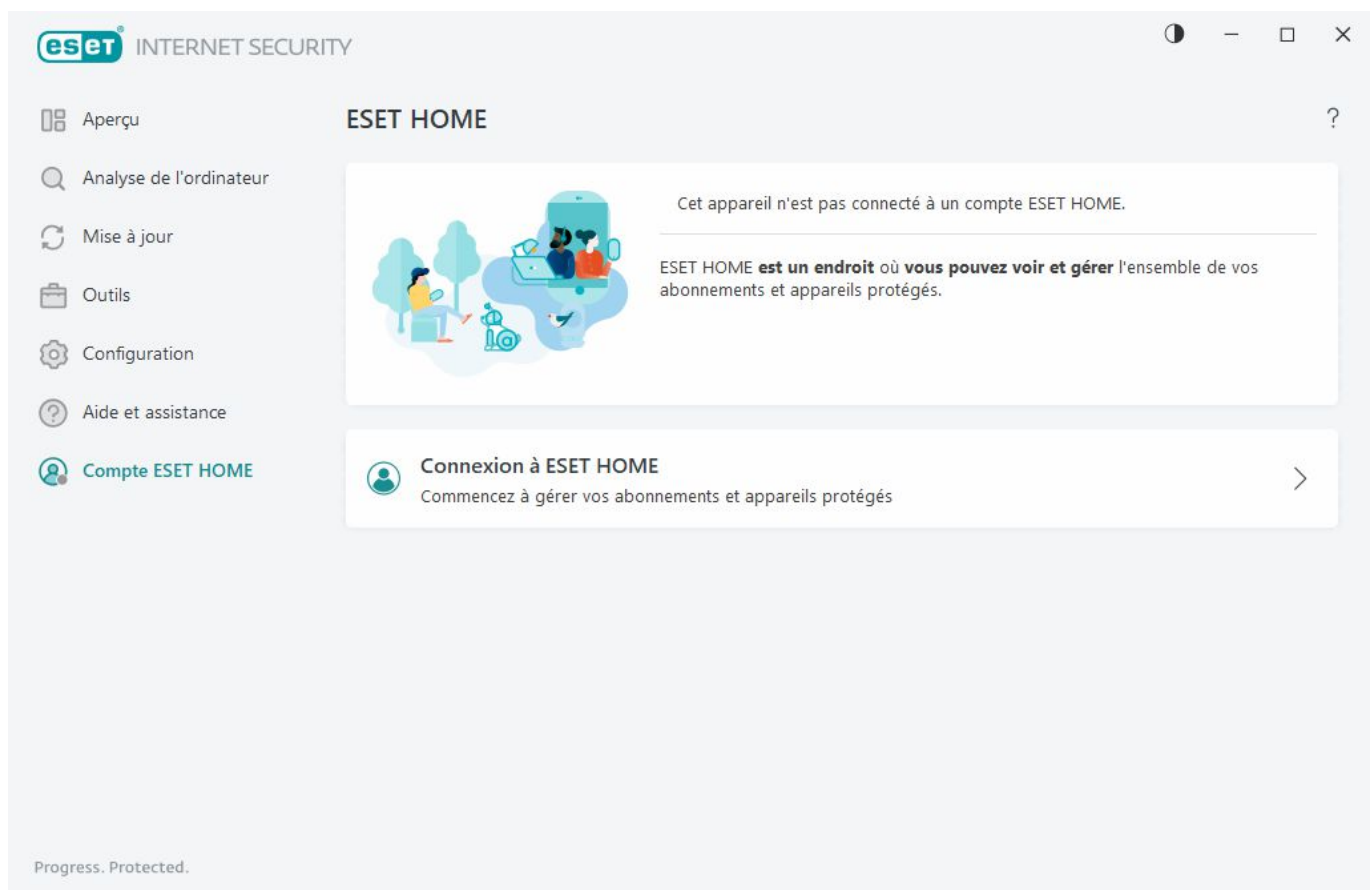 eset® INTERNET SECURITY
Aperçu
Analyse de l'ordinateur
Mise à jour
Outils
Configuration
Aide et assistance
Compte ESET HOME
ESET HOME
?
Cet appareil n'est pas connecté à un compte ESET HOME.
ESET HOME est un endroit où vous pouvez voir et gérer l'ensemble de vos
abonnements et appareils protégés.
Connexion à ESET HOME
Commencez à gérer vos abonnements et appareils protégés
Progress. Protected.